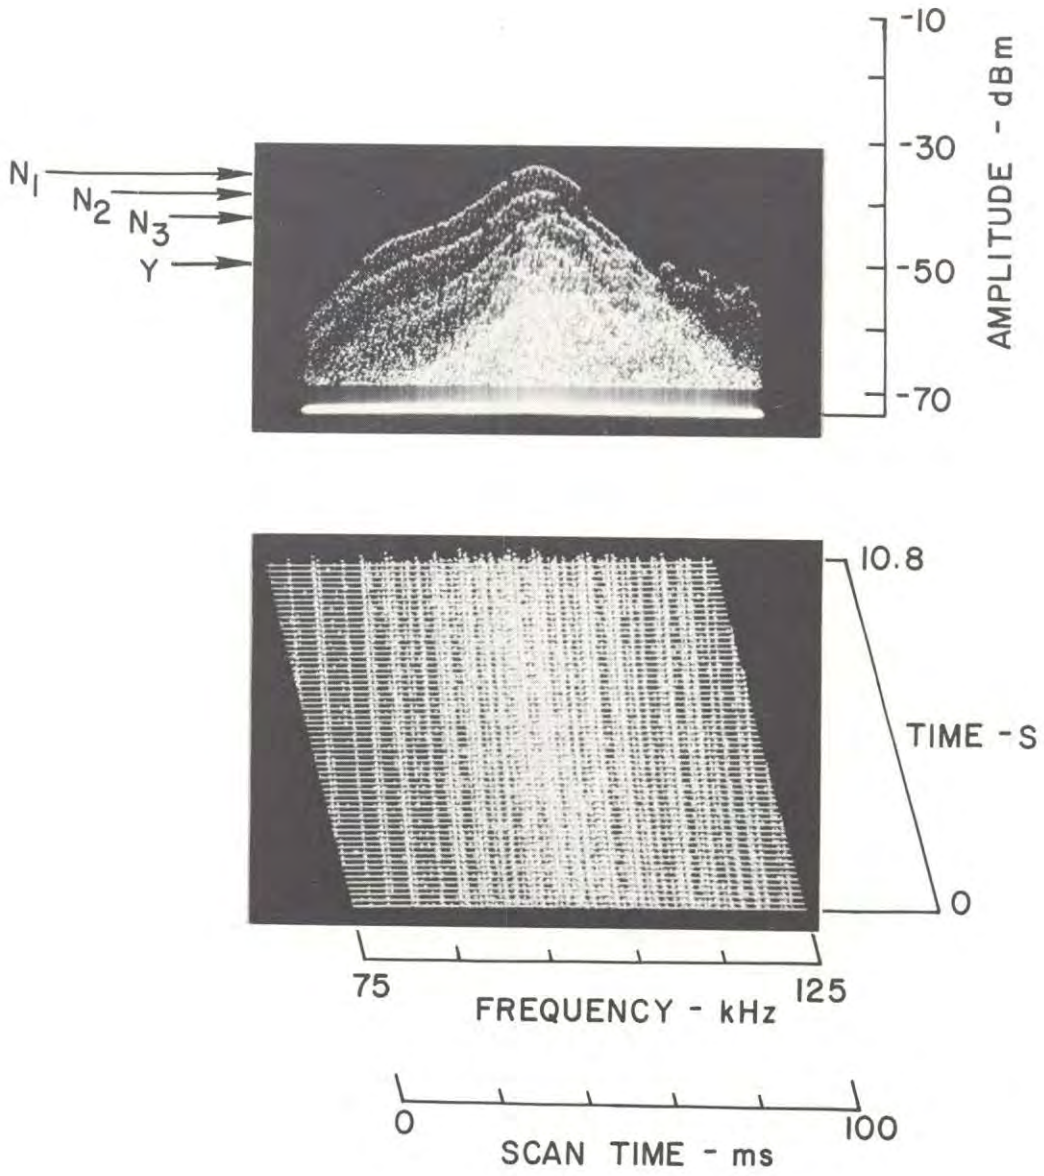 -10
-30
-50
-70
AMPLITUDE - dBm
N1
N2
N3
Y
10.8
TIME - S
0
75
125
FREQUENCY - kHz
0
100
SCAN TIME - ms